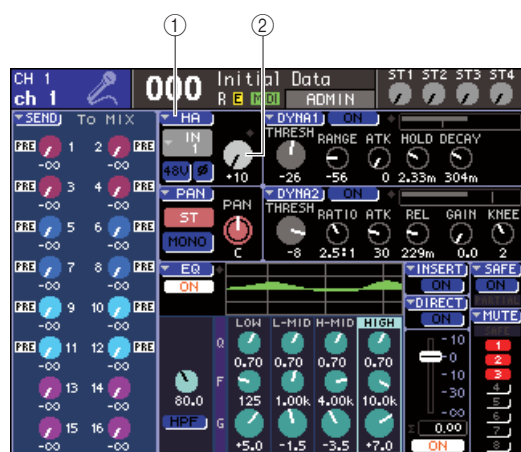 ① ②
CH 1 000 Initial Data ST1 ST2 ST3 ST4
ch 1 R E MIDI ADMIN
SEND To MIX HA DYNA1 ON
THRESH RANGE ATK HOLD DECAY
PRE 1 2 PRE IN 1
-∞ -∞ 48V Ø +10 -26 -56 0 2.33m 304m
PRE 3 4 PRE PAN DYNA2 ON
-∞ -∞ PAN THRESH RATIO ATK REL GAIN KNEE
PRE 5 6 PRE ST
-∞ -∞ MONO C -8 2.5:1 30 229m 0.0 2
PRE 7 8 PRE EQ INSERT SAFE
-∞ -∞ ON ON ON
PARTIAL
PRE 9 10 PRE DIRECT MUTE
-∞ -∞ LOW L-MID H-MID HIGH ON SAFE
PRE 11 12 PRE Q 10 1
-∞ -∞ 0.70 0.70 0.70 0.70 0 2
13 14 F -10 3
-∞ -∞ 80.0 125 1.00k 4.00k 10.0k -30 4
15 16 HPF G -∞ 5
Σ 0.00 6
7
-∞ -∞ +5.0 -1.5 -3.5 +7.0 ON 8